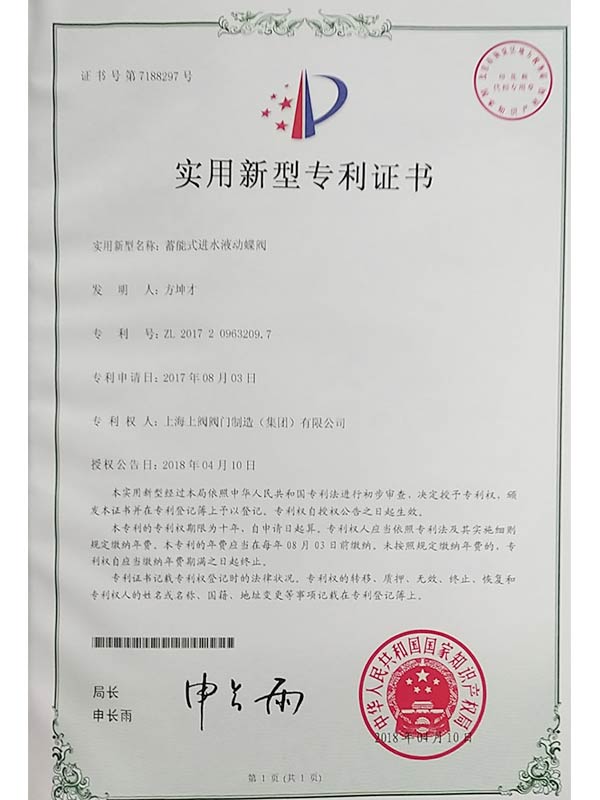 证书号第7188297号
实用新型专利证书
实用新型名称：蓄能式进水液动蝶阀
发明人：方坤才
专利号：ZL 2017 2 0963209.7
专利申请日：2017年08月03日
专利权人：上海上阀阀门制造（集团）有限公司
授权公告日：2018年04月10日
本实用新型经过本局依照中华人民共和国专利法进行初步审查，决定授予专利权，颁
发本证书并在专利登记簿上予以登记。专利权自授权公告之日起生效。
本专利的专利权期限为十年，自申请日起算。专利权人应当依照专利法及其实施细则
规定缴纳年费。本专利的年费应当在每年08月03日前缴纳。未按照规定缴纳年费的，专
利权自应当缴纳年费期满之日起终止。
专利证书记载专利权登记时的法律状况。专利权的转移、质押、无效、终止、恢复和
专利权人的姓名或名称、国籍、地址变更等事项记载在专利登记簿上。
局长
申长雨
申长雨
中华人民共和国国家知识产权局
2018年04月10日
第1页(共1页)